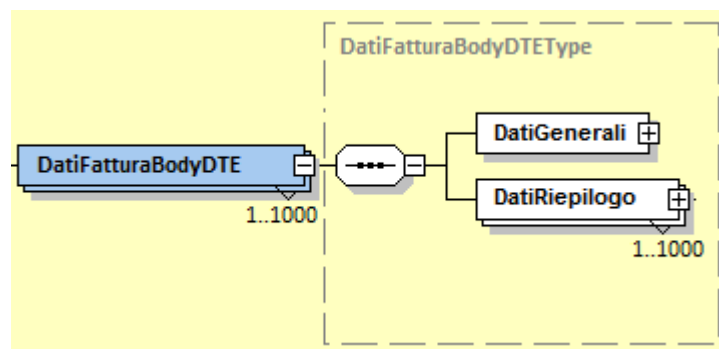 DatiFatturaBodyDTEType
DatiGenerali
DatiFatturaBodyDTE
1..1000
DatiRiepilogo
1..1000